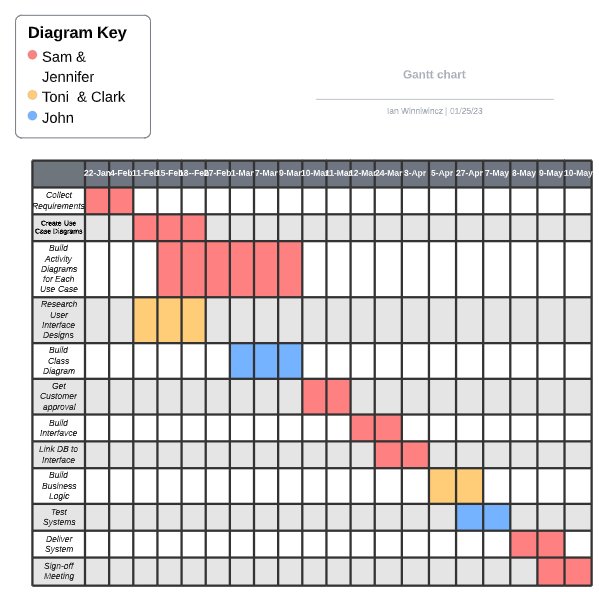 Diagram Key
Sam &
Jennifer
Toni & Clark
John
Gantt chart
Ian Winniwincz | 01/25/23
22-Jan 4-Feb 11-Feb 15-Feb 18--Feb 27-Feb 1-Mar 7-Mar 9-Mar 10-Mar 11-Mar 12-Mar 24-Mar 3-Apr 5-Apr 27-Apr 7-May 8-May 9-May 10-May
Collect
Requirements
Create Use
Case Diagrams
Build
Activity
Diagrams
for Each
Use Case
Research
User
Interface
Designs
Build
Class
Diagram
Get
Customer
approval
Build
Interfavce
Link DB to
Interface
Build
Business
Logic
Test
Systems
Deliver
System
Sign-off
Meeting